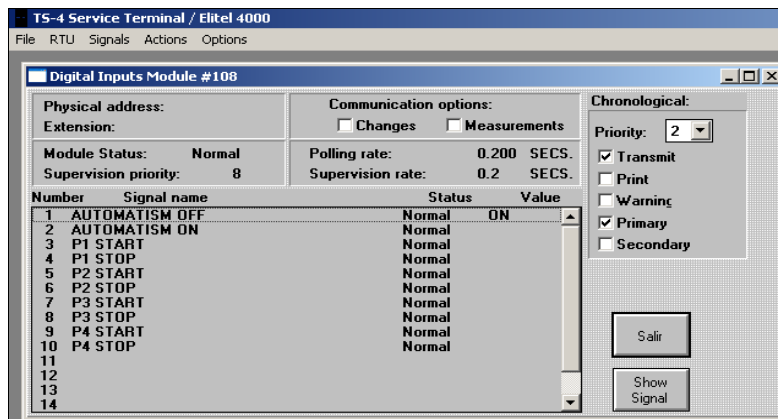 TS-4 Service Terminal / Elitel 4000
File RTU Signals Actions Options
Digital Inputs Module #108
Physical address:
Extension:
Communication options:
Changes Measurements
Module Status: Normal
Supervision priority: 8
Polling rate: 0.200 SECS.
Supervision rate: 0.2 SECS.
Number Signal name Status Value
1 AUTOMATISM OFF Normal ON
2 AUTOMATISM ON Normal
3 P1 START Normal
4 P1 STOP Normal
5 P2 START Normal
6 P2 STOP Normal
7 P3 START Normal
8 P3 STOP Normal
9 P4 START Normal
10 P4 STOP Normal
11
12
13
14
Chronological:
Priority: 2
Transmit
Print
Warning
Primary
Secondary
Salir
Show
Signal